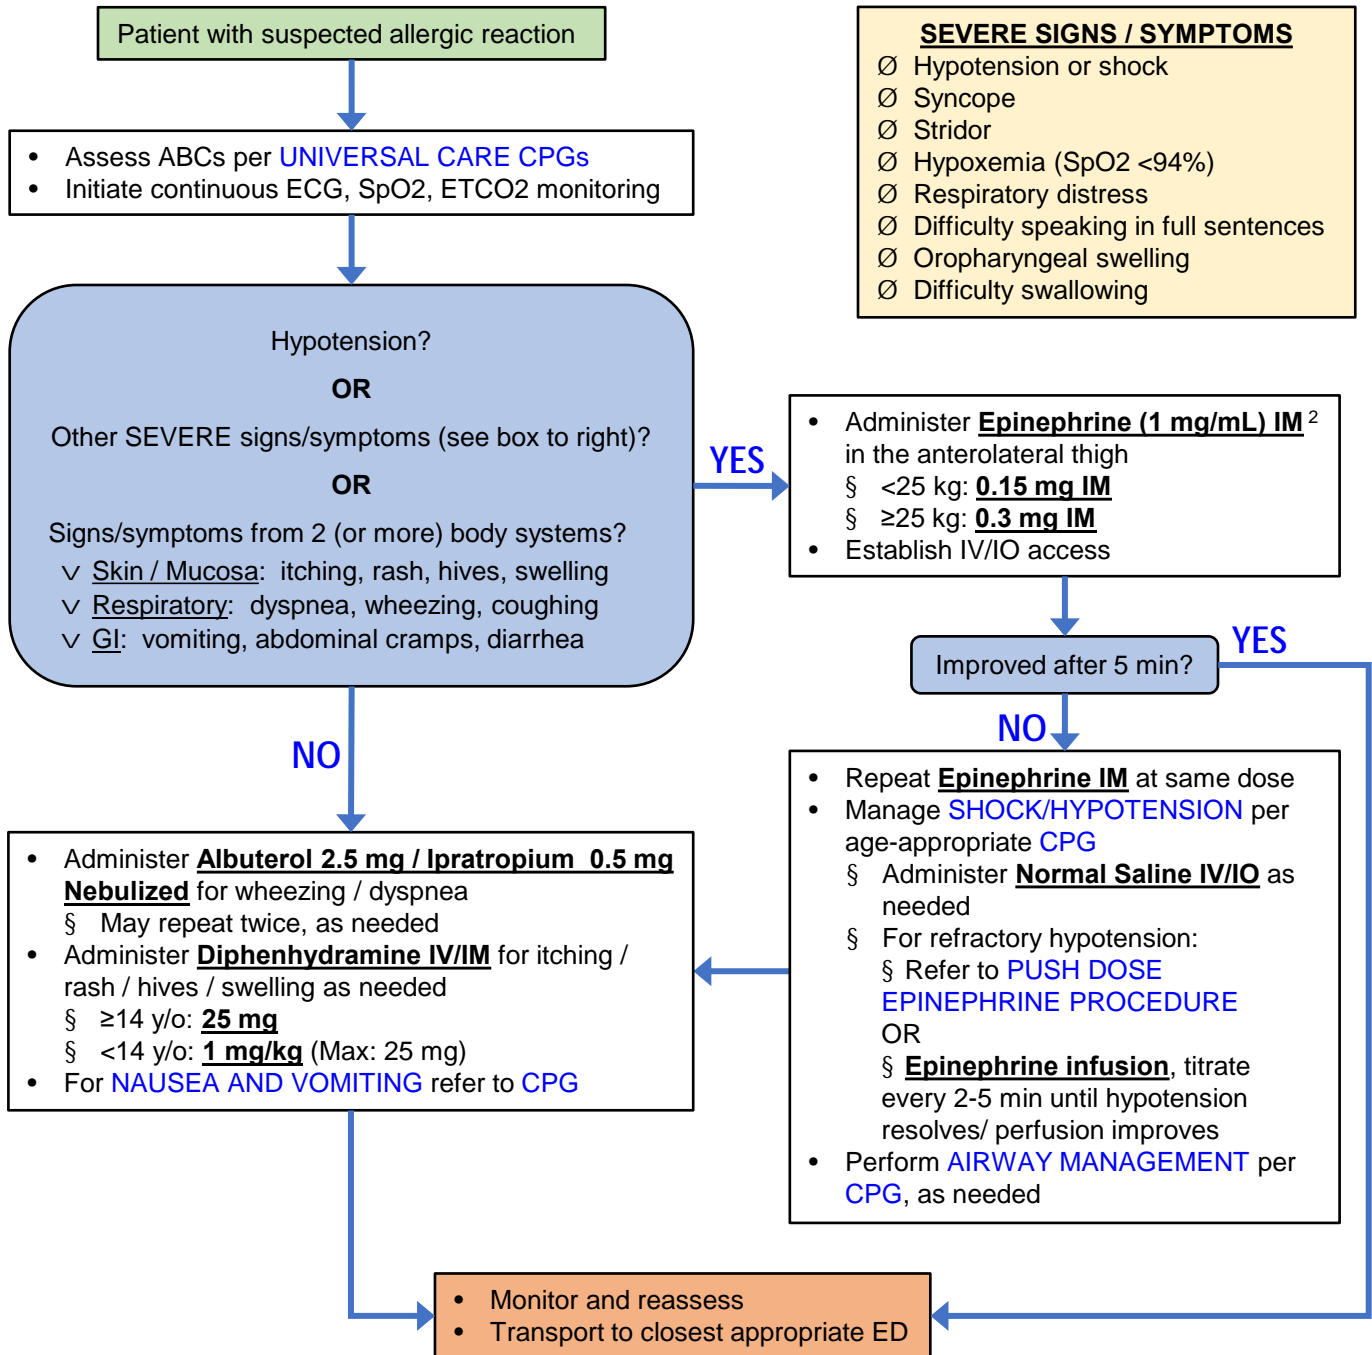 Patient with suspected allergic reaction
SEVERE SIGNS / SYMPTOMS
Ø Hypotension or shock
Ø Syncope
Ø Stridor
Ø Hypoxemia (SpO2 <94%)
Ø Respiratory distress
Ø Difficulty speaking in full sentences
Ø Oropharyngeal swelling
Ø Difficulty swallowing
• Assess ABCs per UNIVERSAL CARE CPGs
• Initiate continuous ECG, SpO2, ETCO2 monitoring
Hypotension?
OR
Other SEVERE signs/symptoms (see box to right)?
OR
Signs/symptoms from 2 (or more) body systems?
v Skin / Mucosa: itching, rash, hives, swelling
v Respiratory: dyspnea, wheezing, coughing
v GI: vomiting, abdominal cramps, diarrhea
YES
• Administer Epinephrine (1 mg/mL) IM 2
in the anterolateral thigh
§ <25 kg: 0.15 mg IM
§ ≥25 kg: 0.3 mg IM
• Establish IV/IO access
Improved after 5 min?
YES
NO
• Repeat Epinephrine IM at same dose
• Manage SHOCK/HYPOTENSION per
age-appropriate CPG
§ Administer Normal Saline IV/IO as
needed
§ For refractory hypotension:
§ Refer to PUSH DOSE
EPINEPHRINE PROCEDURE
OR
§ Epinephrine infusion, titrate
every 2-5 min until hypotension
resolves/ perfusion improves
• Perform AIRWAY MANAGEMENT per
CPG, as needed
NO
• Administer Albuterol 2.5 mg / Ipratropium 0.5 mg
Nebulized for wheezing / dyspnea
§ May repeat twice, as needed
• Administer Diphenhydramine IV/IM for itching /
rash / hives / swelling as needed
§ ≥14 y/o: 25 mg
§ <14 y/o: 1 mg/kg (Max: 25 mg)
• For NAUSEA AND VOMITING refer to CPG
• Monitor and reassess
• Transport to closest appropriate ED